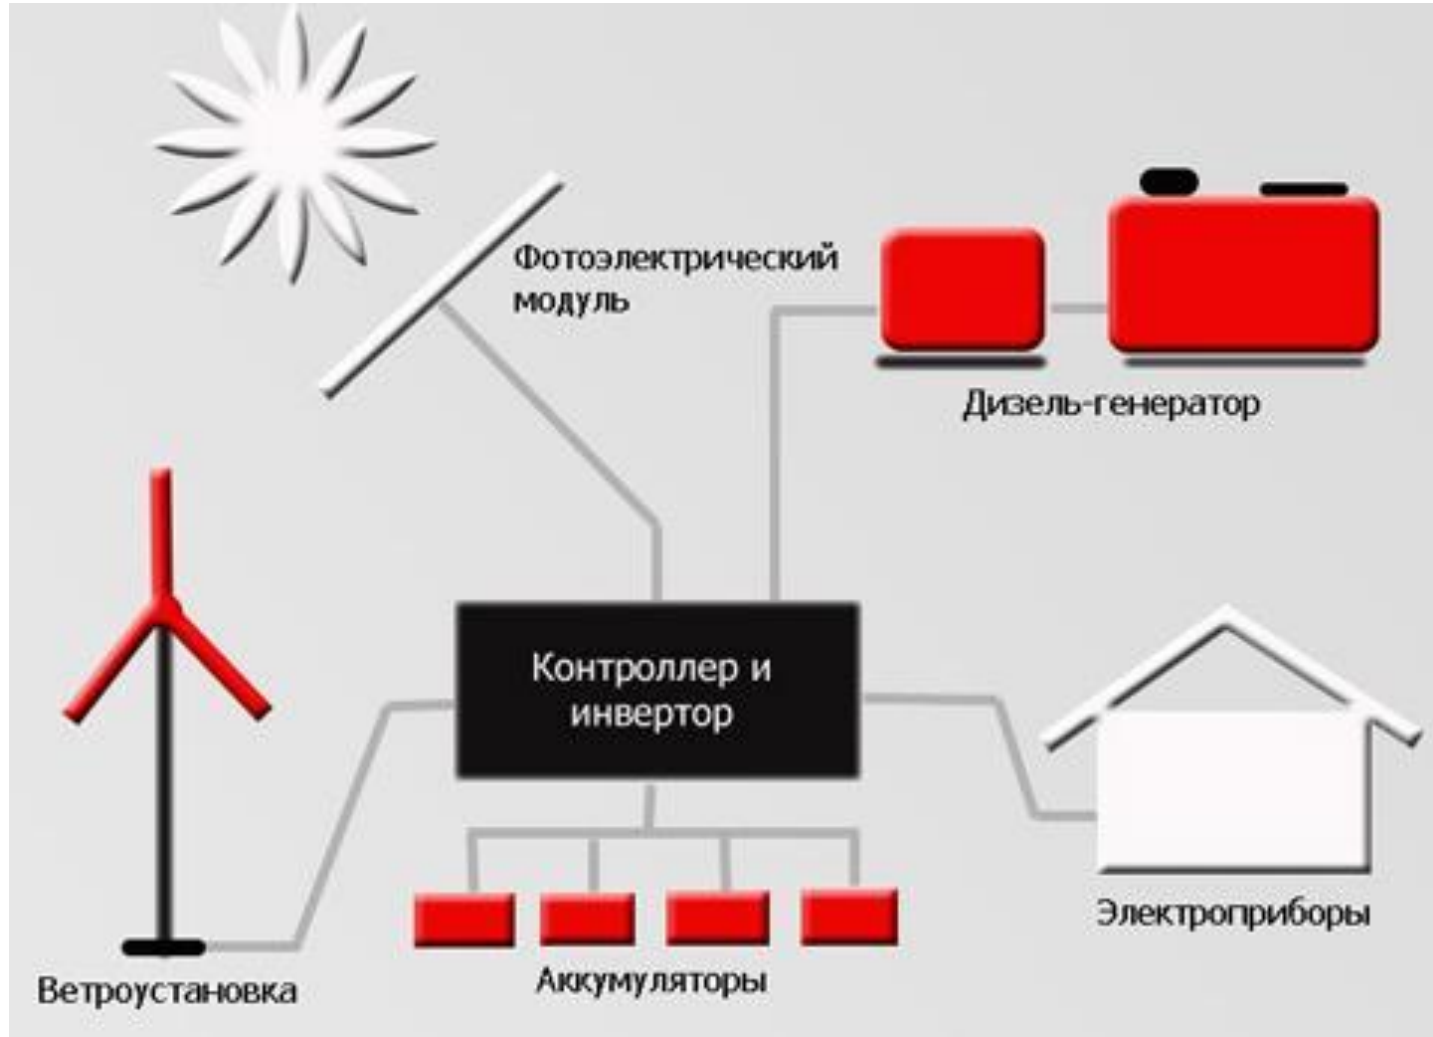 Фотоэлектрический
модуль
Дизель-генератор
Контроллер и
инвертор
Электроприборы
Аккумуляторы
Ветроустановка